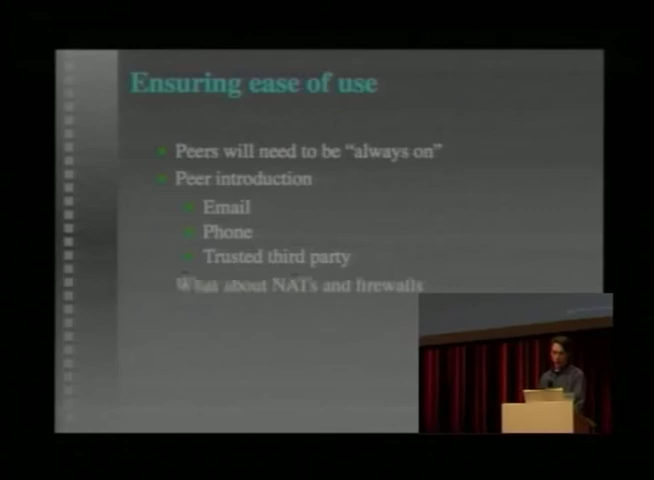 Ensuring ease of use
Peers will need to be “always on”
Peer introduction
Email
Phone
Trusted third party
What about NATs and firewalls